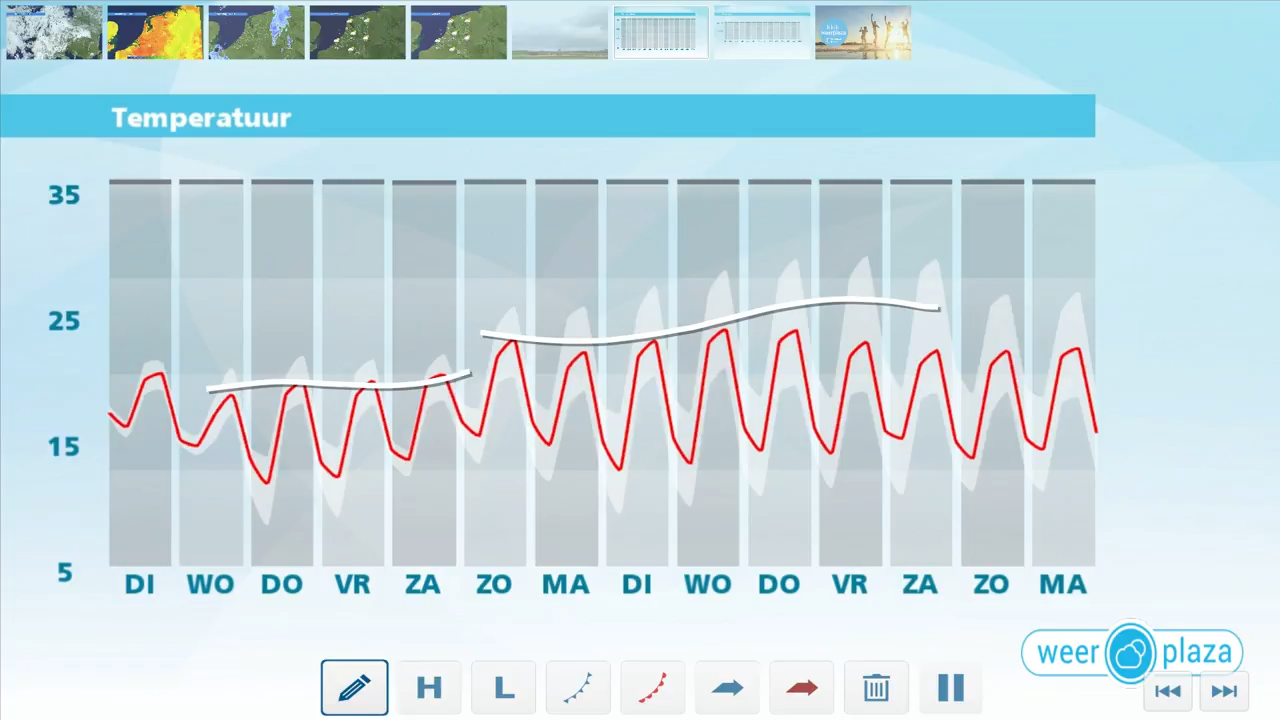 Temperatuur
35
25
15
5
DI WO DO VR ZA ZO MA DI WO DO VR ZA ZO MA
weer plaza
H L